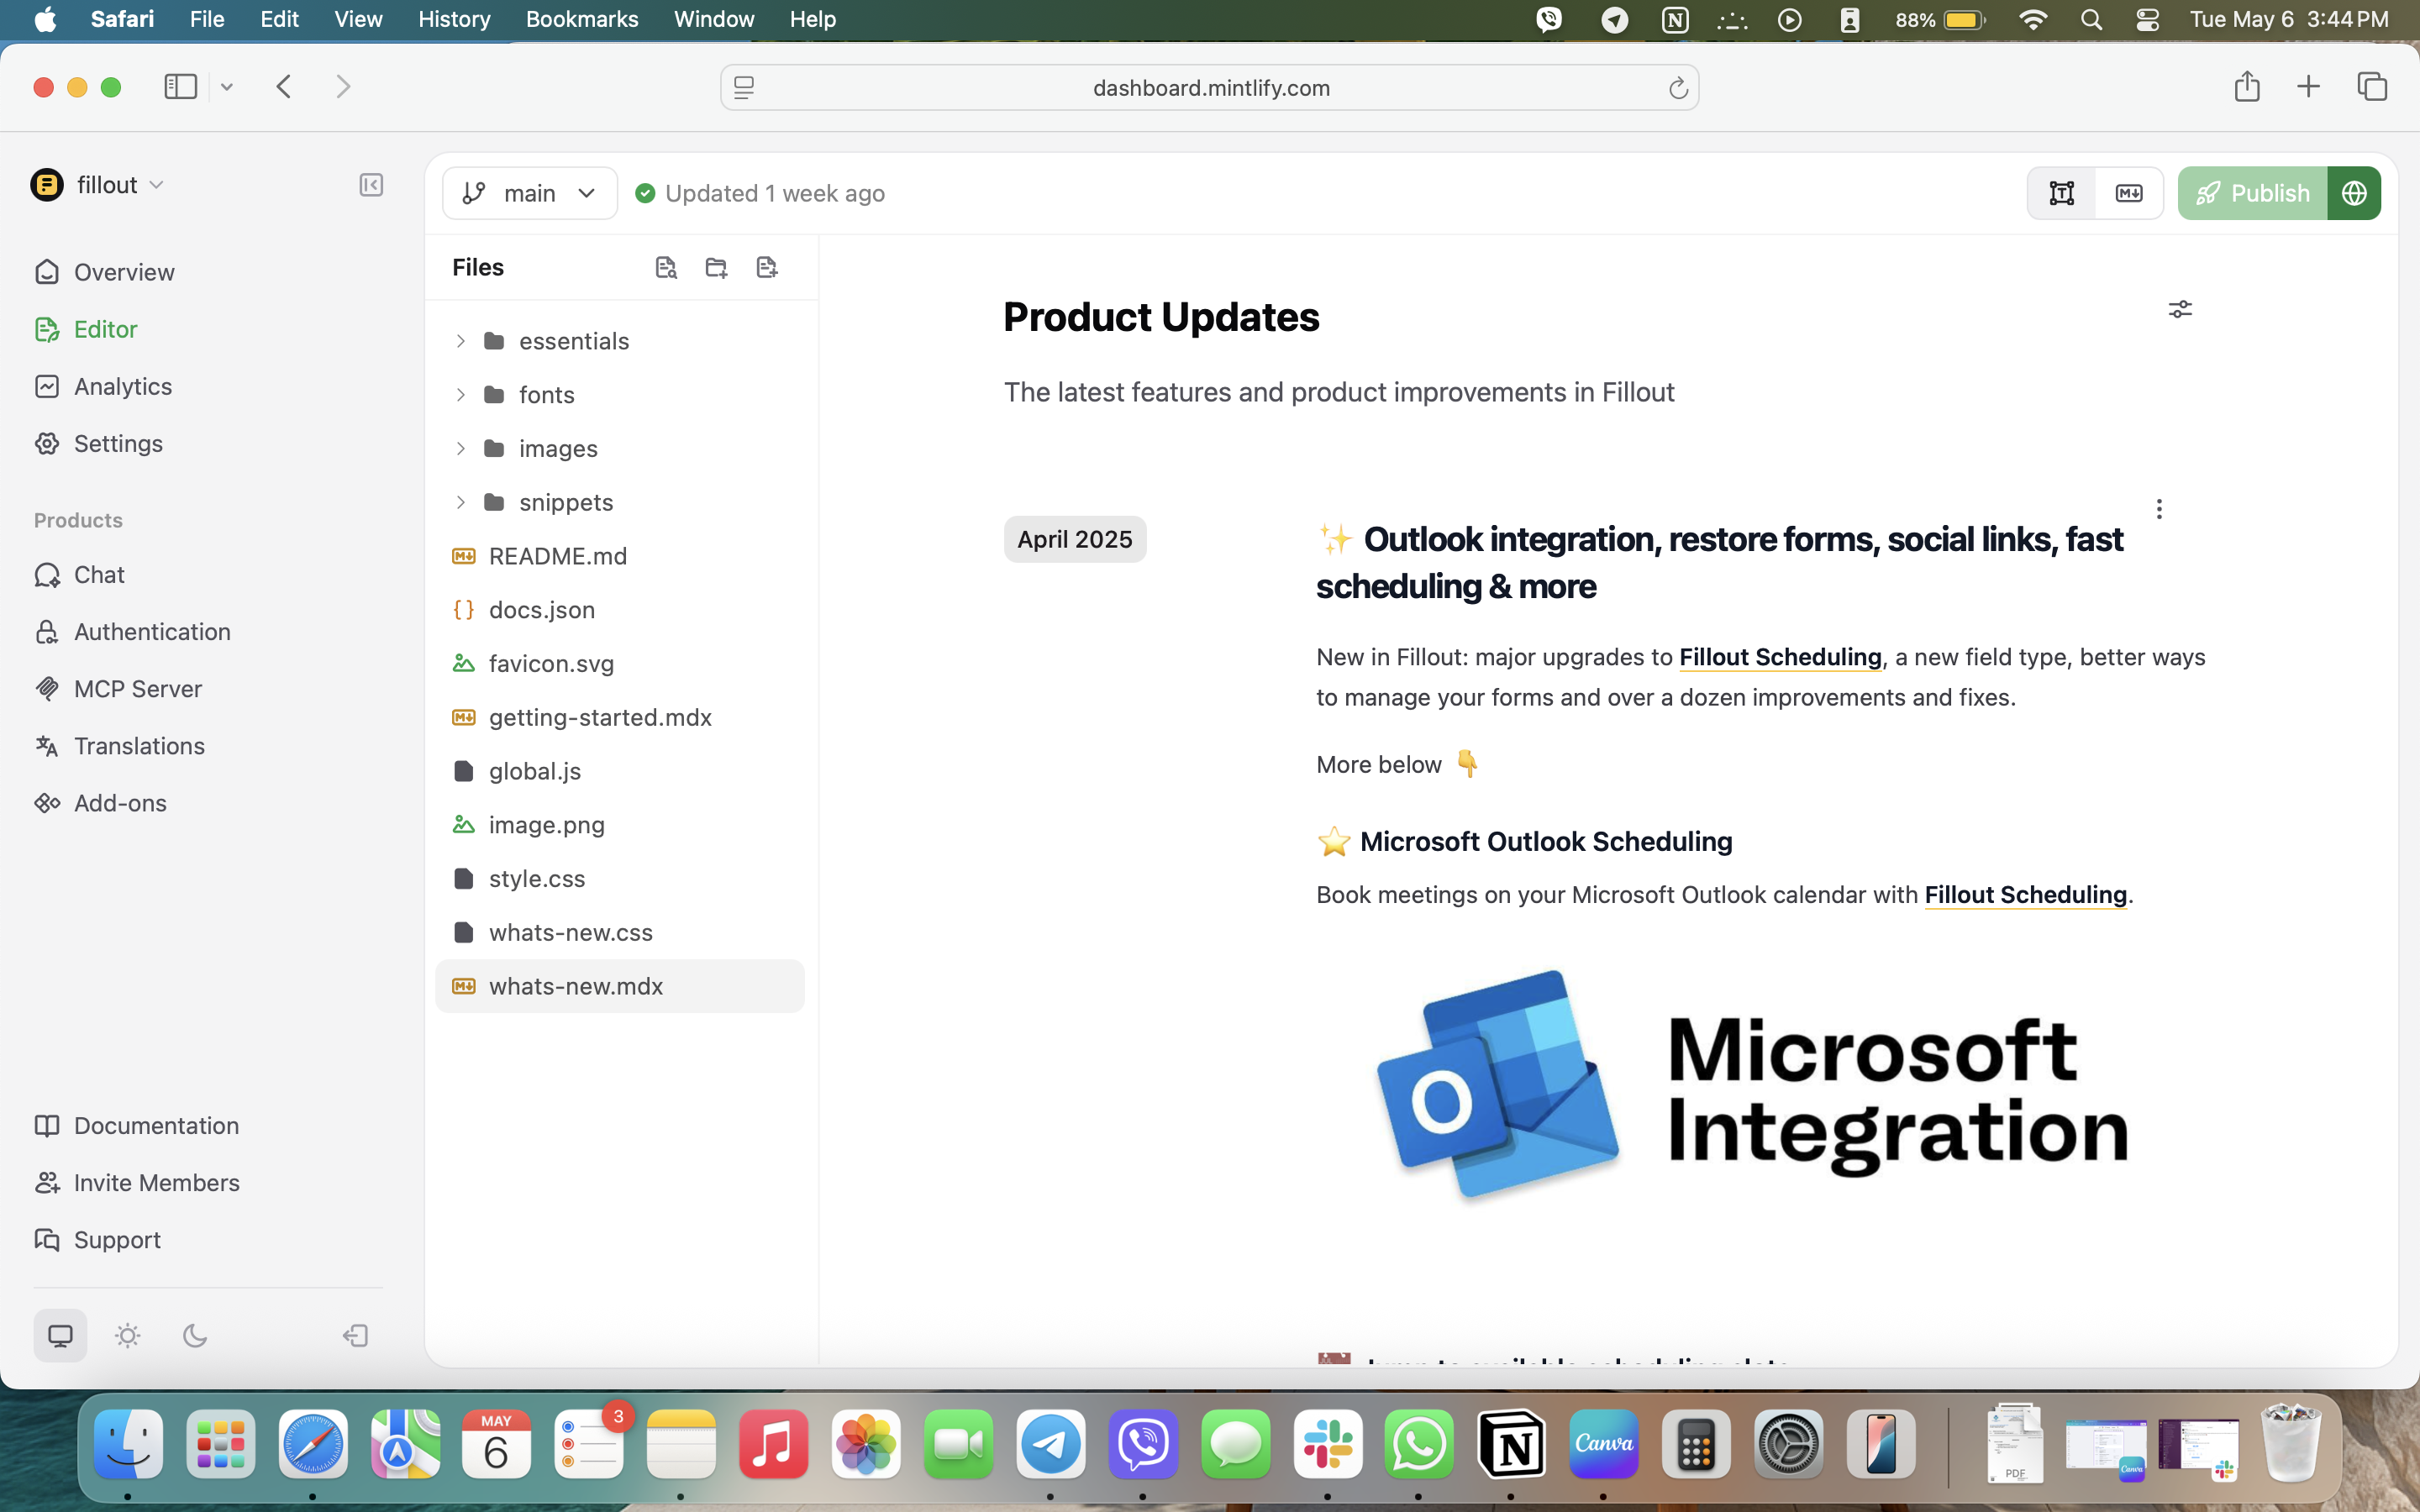 Safari File Edit View History Bookmarks Window Help
88% Tue May 6 3:44 PM
dashboard.mintlify.com
fillout
Overview
Editor
Analytics
Settings
Products
Chat
Authentication
MCP Server
Translations
Add-ons
Documentation
Invite Members
Support
main
Updated 1 week ago
Publish
Files
essentials
fonts
images
snippets
README.md
docs.json
favicon.svg
getting-started.mdx
global.js
image.png
style.css
whats-new.css
whats-new.mdx
Product Updates
The latest features and product improvements in Fillout
April 2025
✨ Outlook integration, restore forms, social links, fast
scheduling & more
New in Fillout: major upgrades to Fillout Scheduling, a new field type, better ways
to manage your forms and over a dozen improvements and fixes.
More below 👇
⭐ Microsoft Outlook Scheduling
Book meetings on your Microsoft Outlook calendar with Fillout Scheduling.
O
Microsoft
Integration
MAY
6
3
Canva
PDF
Canva